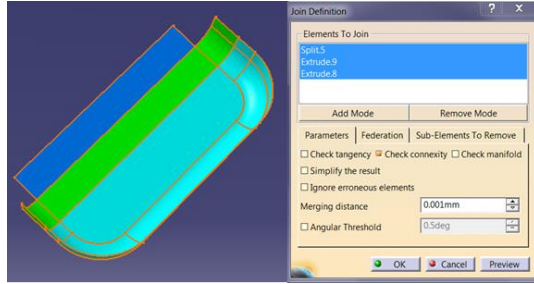 Join Definition
? X
Elements To Join
Split.5
Extrude.9
Extrude.8
Add Mode Remove Mode
Parameters Federation Sub-Elements To Remove
Check tangency Check connexity Check manifold
Simplify the result
Ignore erroneous elements
Merging distance 0.001mm
Angular Threshold 0.5deg
OK Cancel Preview